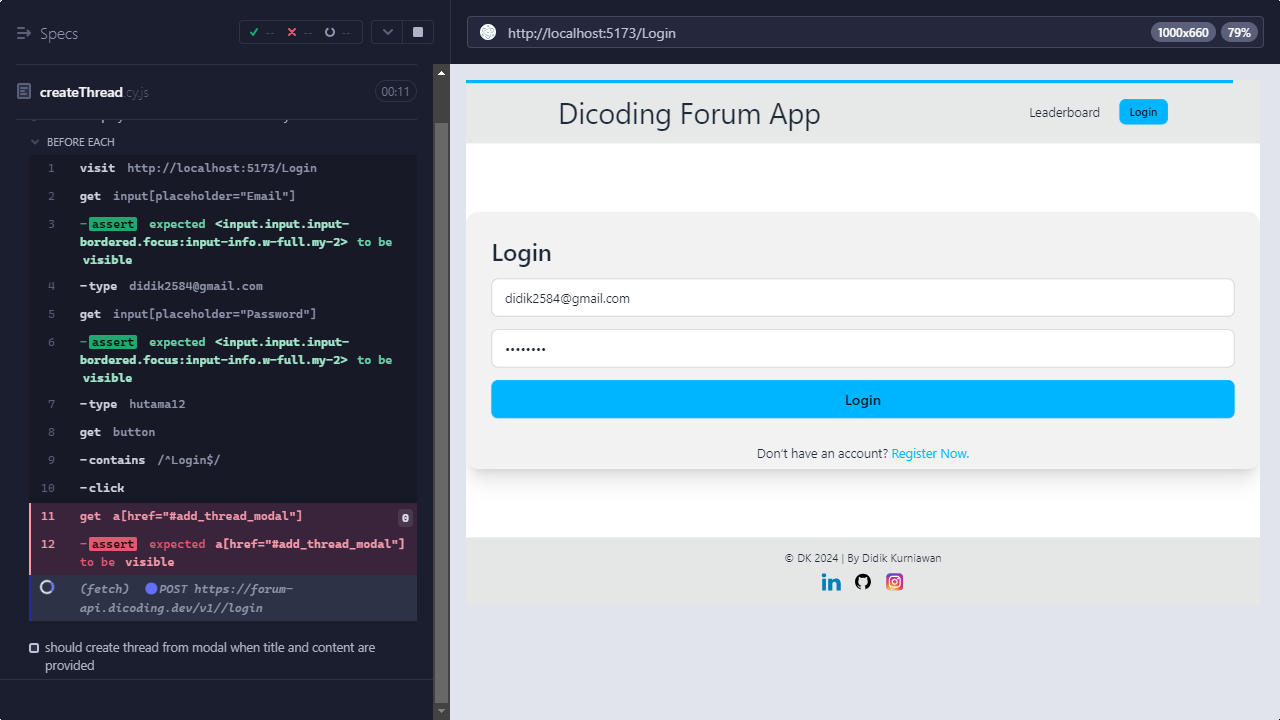 Specs
-- -- --
createThread.cy.js
00:11
BEFORE EACH
1 visit http://localhost:5173/Login
2 get input[placeholder="Email"]
3 -assert expected <input.input.input-
bordered.focus:input-info.w-full.my-2> to be
visible
4 -type didik2584@gmail.com
5 get input[placeholder="Password"]
6 -assert expected <input.input.input-
bordered.focus:input-info.w-full.my-2> to be
visible
7 -type hutama12
8 get button
9 -contains /^Login$/
10 -click
11 get a[href="#add_thread_modal"] 0
12 -assert expected a[href="#add_thread_modal"]
to be visible
(fetch) POST https://forum-
api.dicoding.dev/v1//login
should create thread from modal when title and content are
provided
http://localhost:5173/Login
1000x660 79%
Dicoding Forum App
Leaderboard Login
Login
didik2584@gmail.com
••••••••
Login
Don't have an account? Register Now.
© DK 2024 | By Didik Kurniawan
in